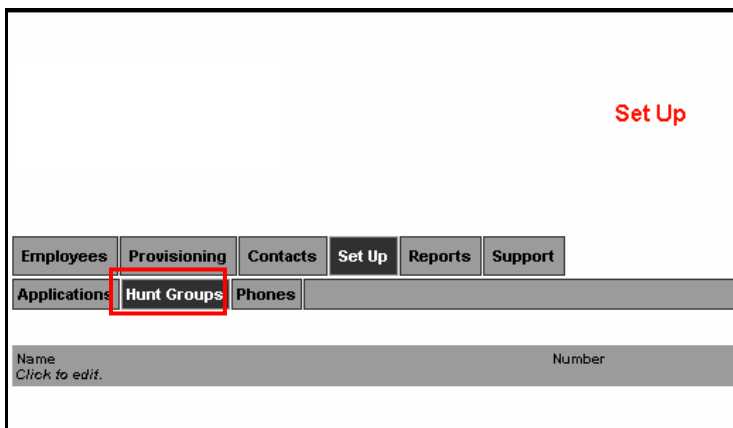 Set Up
Employees Provisioning Contacts Set Up Reports Support
Applications Hunt Groups Phones
Name Number
Click to edit.